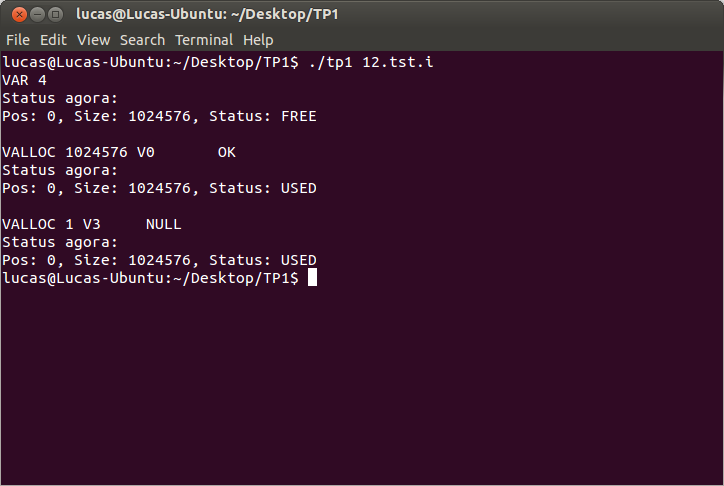 lucas@Lucas-Ubuntu: ~/Desktop/TP1
File Edit View Search Terminal Help
lucas@Lucas-Ubuntu:~/Desktop/TP1$ ./tp1 12.tst.i
VAR 4
Status agora:
Pos: 0, Size: 1024576, Status: FREE
VALLOC 1024576 V0       OK
Status agora:
Pos: 0, Size: 1024576, Status: USED
VALLOC 1 V3     NULL
Status agora:
Pos: 0, Size: 1024576, Status: USED
lucas@Lucas-Ubuntu:~/Desktop/TP1$